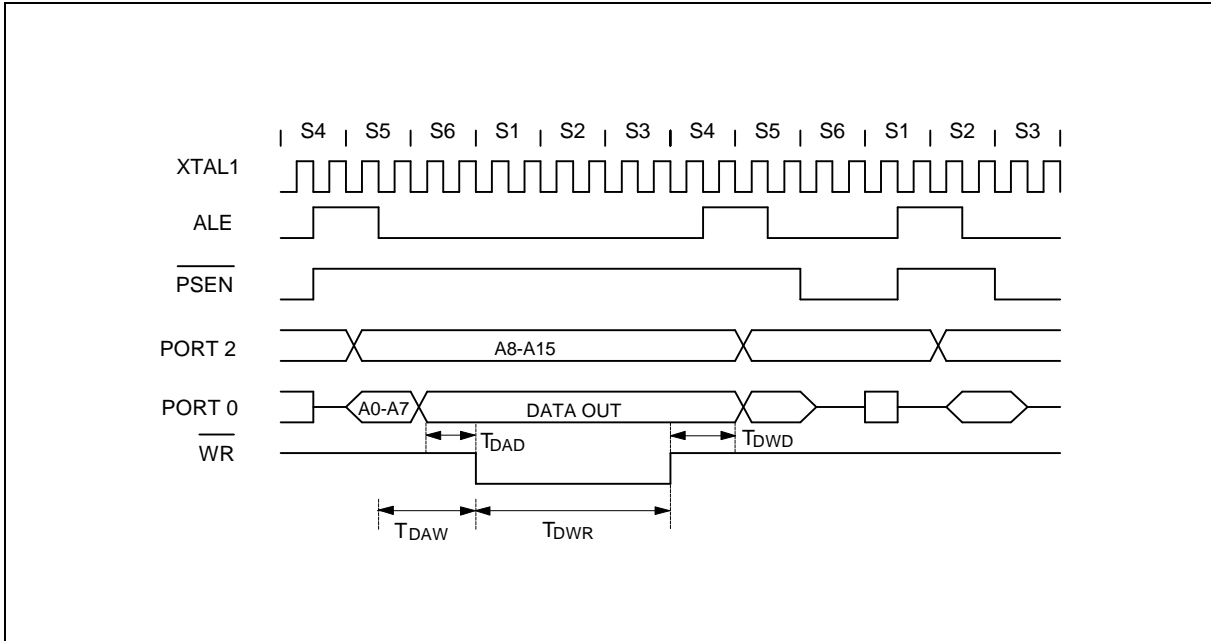 S4 S5 S6 S1 S2 S3 S4 S5 S6 S1 S2 S3
XTAL1
ALE
PSEN
PORT 2 A8-A15
PORT 0 A0-A7 DATA OUT
WR TDAD TDWD
TDAW TDWR